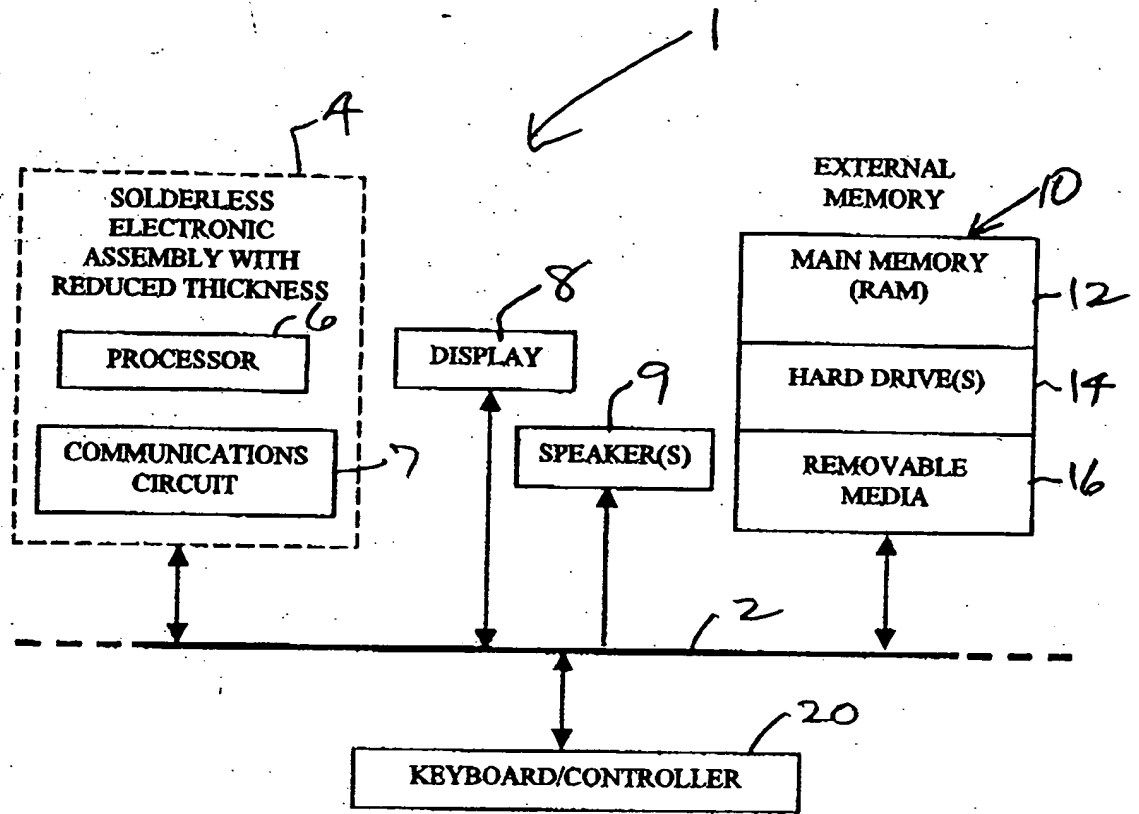 1
4
SOLDERLESS
ELECTRONIC
ASSEMBLY WITH
REDUCED THICKNESS
6
PROCESSOR
COMMUNICATIONS
CIRCUIT
7
8
DISPLAY
9
SPEAKER(S)
EXTERNAL
MEMORY
10
MAIN MEMORY
(RAM)
12
HARD DRIVE(S)
14
REMOVABLE
MEDIA
16
2
20
KEYBOARD/CONTROLLER